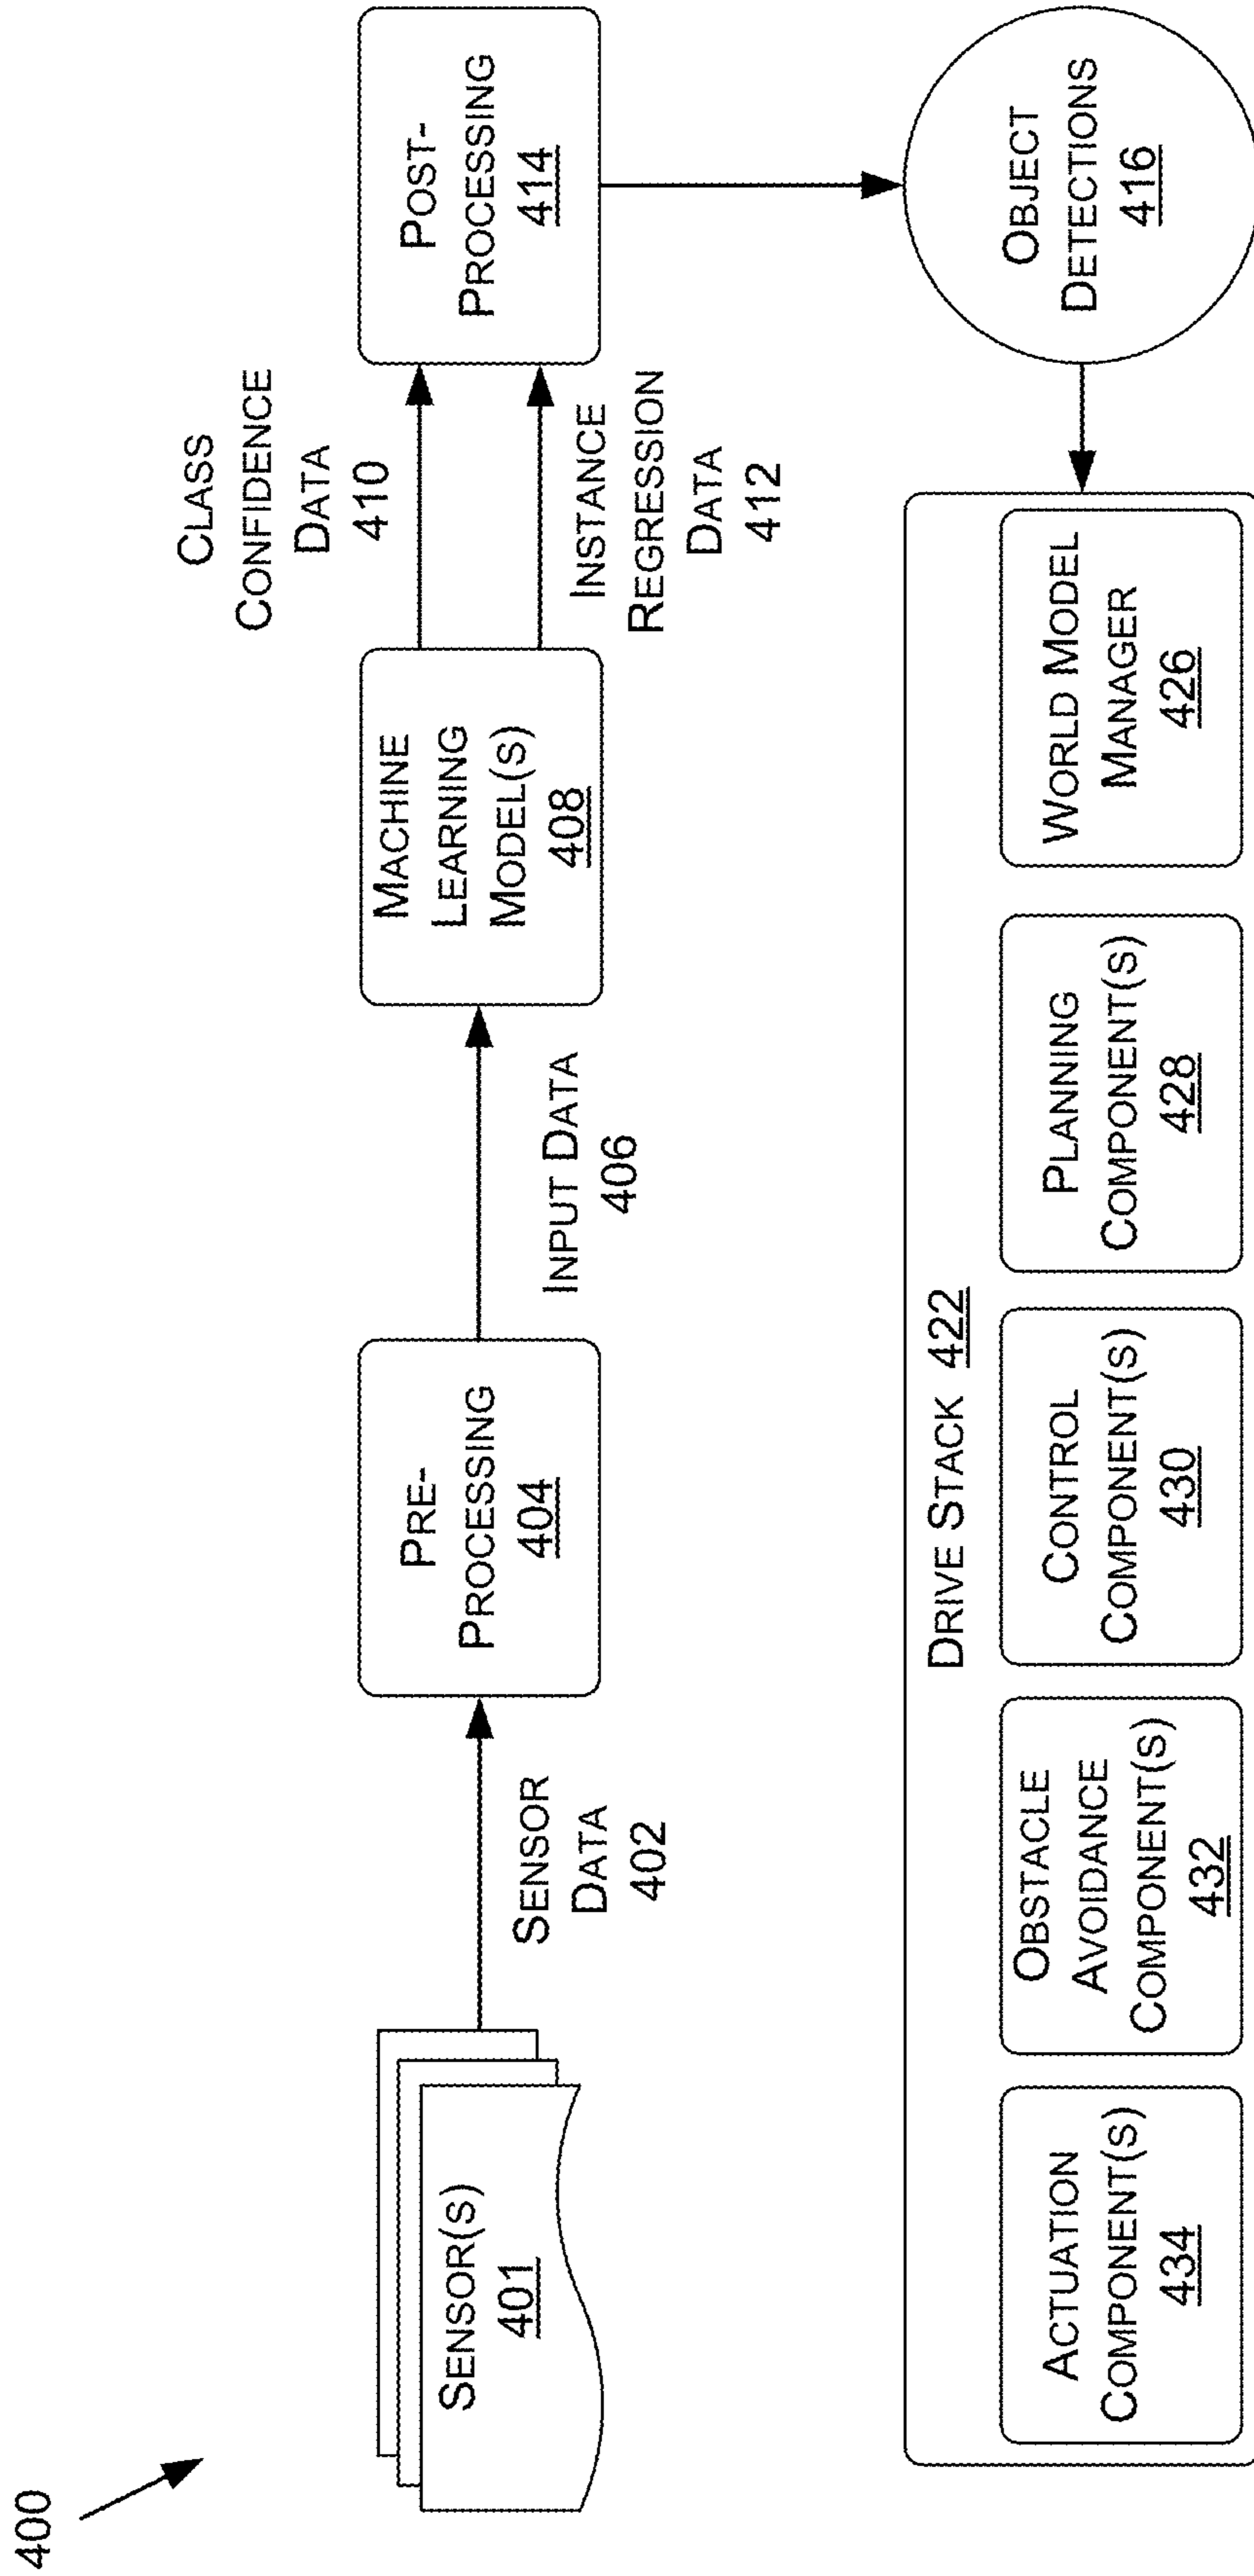 400
SENSOR(S)
401
SENSOR
DATA
402
PRE-
PROCESSING
404
INPUT DATA
406
MACHINE
LEARNING
MODEL(S)
408
CLASS
CONFIDENCE
DATA
410
INSTANCE
REGRESSION
DATA
412
POST-
PROCESSING
414
OBJECT
DETECTIONS
416
DRIVE STACK 422
ACTUATION
COMPONENT(S)
434
OBSTACLE
AVOIDANCE
COMPONENT(S)
432
CONTROL
COMPONENT(S)
430
PLANNING
COMPONENT(S)
428
WORLD MODEL
MANAGER
426